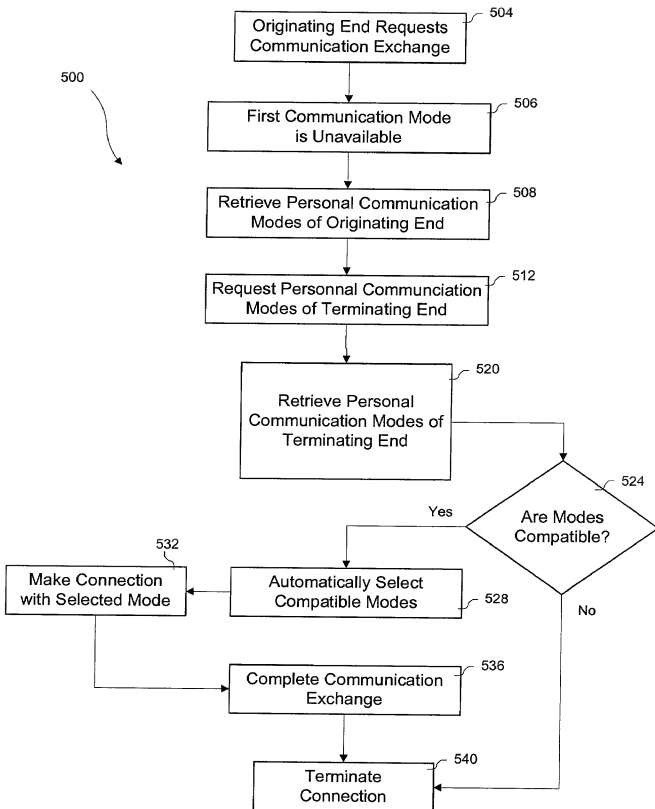 Originating End Requests
Communication Exchange
504
500
First Communication Mode
is Unavailable
506
Retrieve Personal Communication
Modes of Originating End
508
Request Personnal Communciation
Modes of Terminating End
512
Retrieve Personal
Communication Modes of
Terminating End
520
Are Modes
Compatible?
524
Yes
No
Automatically Select
Compatible Modes
528
532
Make Connection
with Selected Mode
Complete Communication
Exchange
536
Terminate
Connection
540